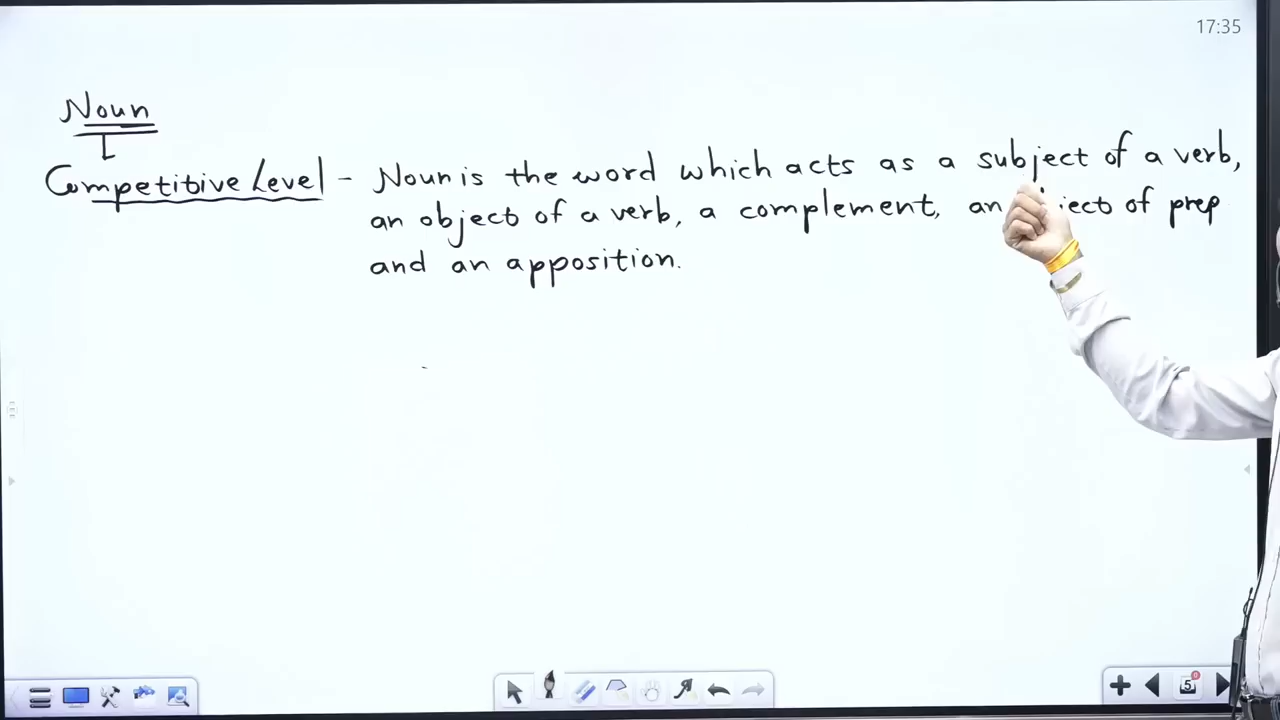 17:35
Noun
Competitive Level - Noun is the word which acts as a subject of a verb,
an object of a verb, a complement, an of prep
and an apposition.
5